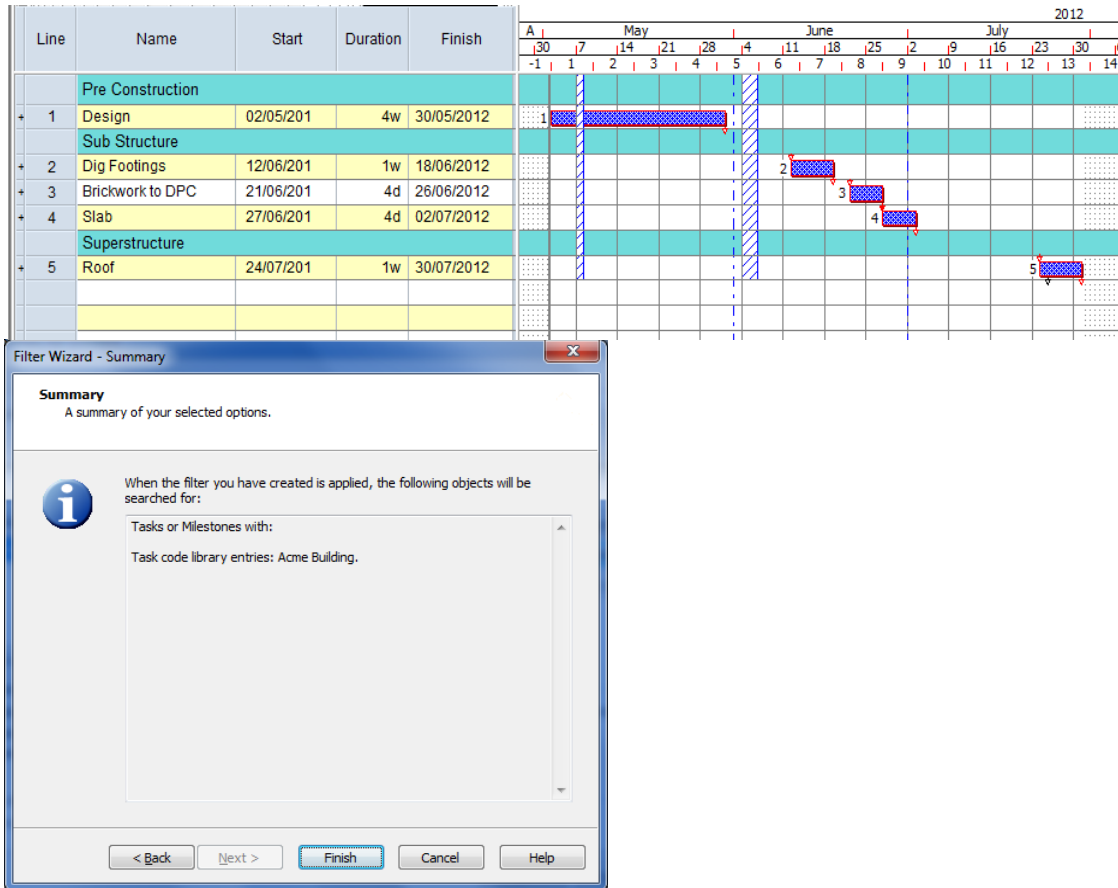 2012
Line Name Start Duration Finish A May June July
30 7 14 21 28 4 11 18 25 2 9 16 23 30
-1 1 2 3 4 5 6 7 8 9 10 11 12 13 14
Pre Construction
+ 1 Design 02/05/201 4w 30/05/2012 1
Sub Structure
+ 2 Dig Footings 12/06/201 1w 18/06/2012 2
+ 3 Brickwork to DPC 21/06/201 4d 26/06/2012 3
+ 4 Slab 27/06/201 4d 02/07/2012 4
Superstructure
+ 5 Roof 24/07/201 1w 30/07/2012 5
Filter Wizard - Summary
Summary
A summary of your selected options.
When the filter you have created is applied, the following objects will be
searched for:
Tasks or Milestones with:
Task code library entries: Acme Building.
< Back Next > Finish Cancel Help